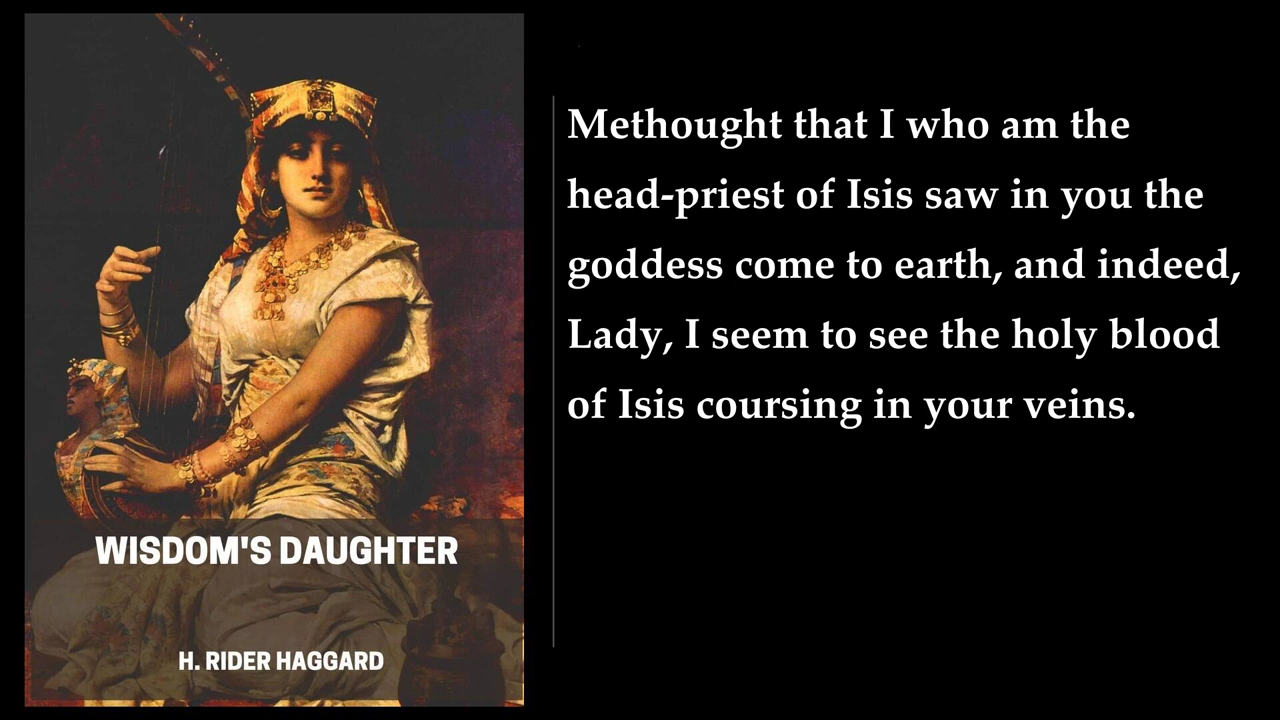 WISDOM'S DAUGHTER
H. RIDER HAGGARD
Methought that I who am the
head-priest of Isis saw in you the
goddess come to earth, and indeed,
Lady, I seem to see the holy blood
of Isis coursing in your veins.